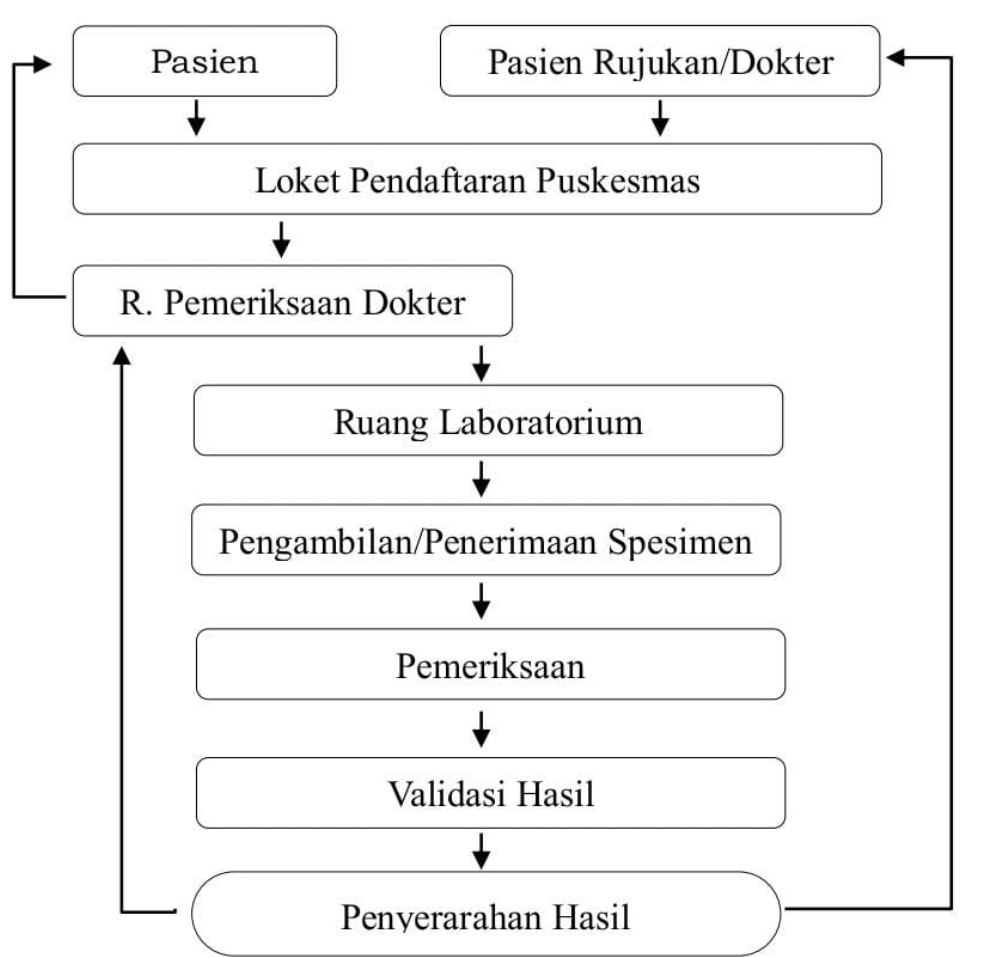 Pasien
Pasien Rujukan/Dokter
Loket Pendaftaran Puskesmas
R. Pemeriksaan Dokter
Ruang Laboratorium
Pengambilan/Penerimaan Spesimen
Pemeriksaan
Validasi Hasil
Penyerarahan Hasil